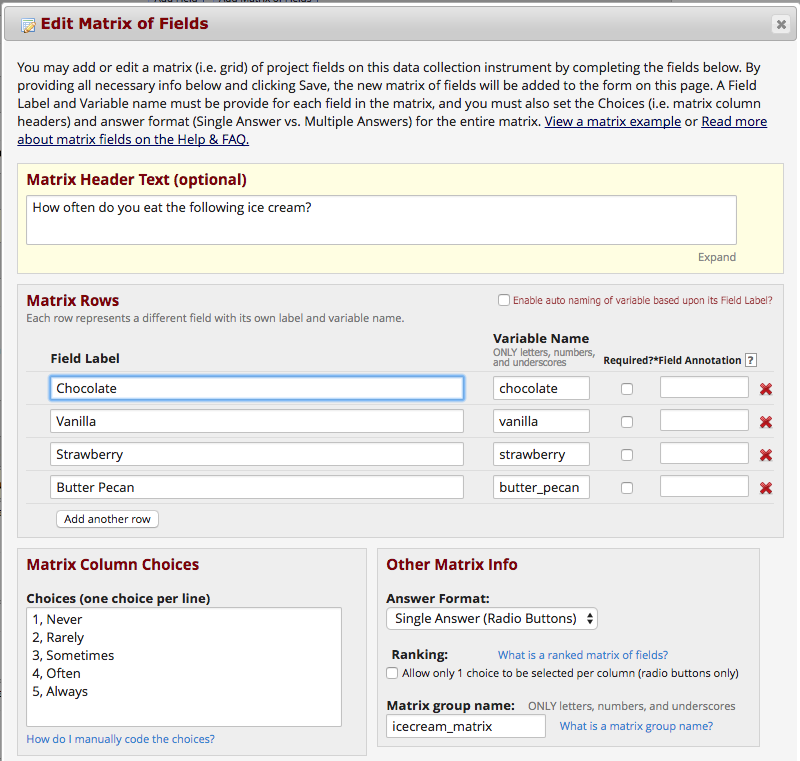 Edit Matrix of Fields
You may add or edit a matrix (i.e. grid) of project fields on this data collection instrument by completing the fields below. By
providing all necessary info below and clicking Save, the new matrix of fields will be added to the form on this page. A Field
Label and Variable name must be provide for each field in the matrix, and you must also set the Choices (i.e. matrix column
headers) and answer format (Single Answer vs. Multiple Answers) for the entire matrix. View a matrix example or Read more
about matrix fields on the Help & FAQ.
Matrix Header Text (optional)
How often do you eat the following ice cream?
Expand
Matrix Rows
Enable auto naming of variable based upon its Field Label?
Each row represents a different field with its own label and variable name.
Field Label
Variable Name
ONLY letters, numbers,
and underscores
Required?* Field Annotation ?
Chocolate chocolate
Vanilla vanilla
Strawberry strawberry
Butter Pecan butter_pecan
Add another row
Matrix Column Choices
Choices (one choice per line)
1, Never
2, Rarely
3, Sometimes
4, Often
5, Always
How do I manually code the choices?
Other Matrix Info
Answer Format:
Single Answer (Radio Buttons)
Ranking: What is a ranked matrix of fields?
Allow only 1 choice to be selected per column (radio buttons only)
Matrix group name: ONLY letters, numbers, and underscores
icecream_matrix What is a matrix group name?